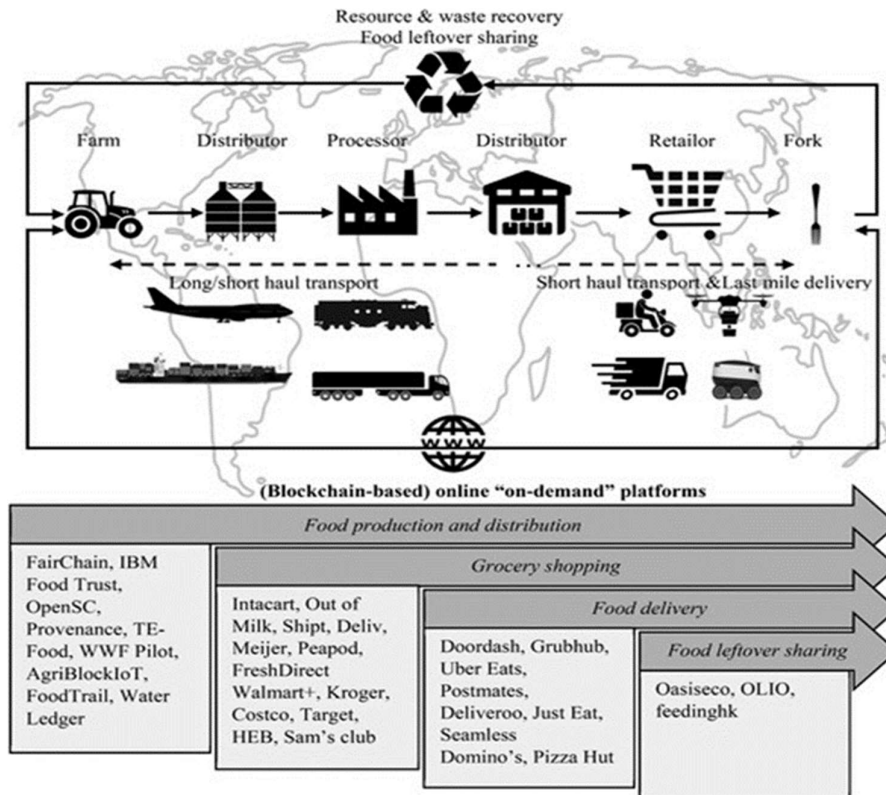 Resource & waste recovery
Food leftover sharing
Farm
Distributor
Processor
Distributor
Retailor
Fork
Long/short haul transport
Short haul transport &Last mile delivery
www
(Blockchain-based) online “on-demand” platforms
Food production and distribution
FairChain, IBM
Food Trust,
OpenSC,
Provenance, TE-
Food, WWF Pilot,
AgriBlockIoT,
FoodTrail, Water
Ledger
Grocery shopping
Intacart, Out of
Milk, Shipt, Deliv,
Meijer, Peapod,
FreshDirect
Walmart+, Kroger,
Costco, Target,
HEB, Sam’s club
Food delivery
Doordash, Grubhub,
Uber Eats,
Postmates,
Deliveroo, Just Eat,
Seamless
Domino’s, Pizza Hut
Food leftover sharing
Oasiseco, OLIO,
feedinghk